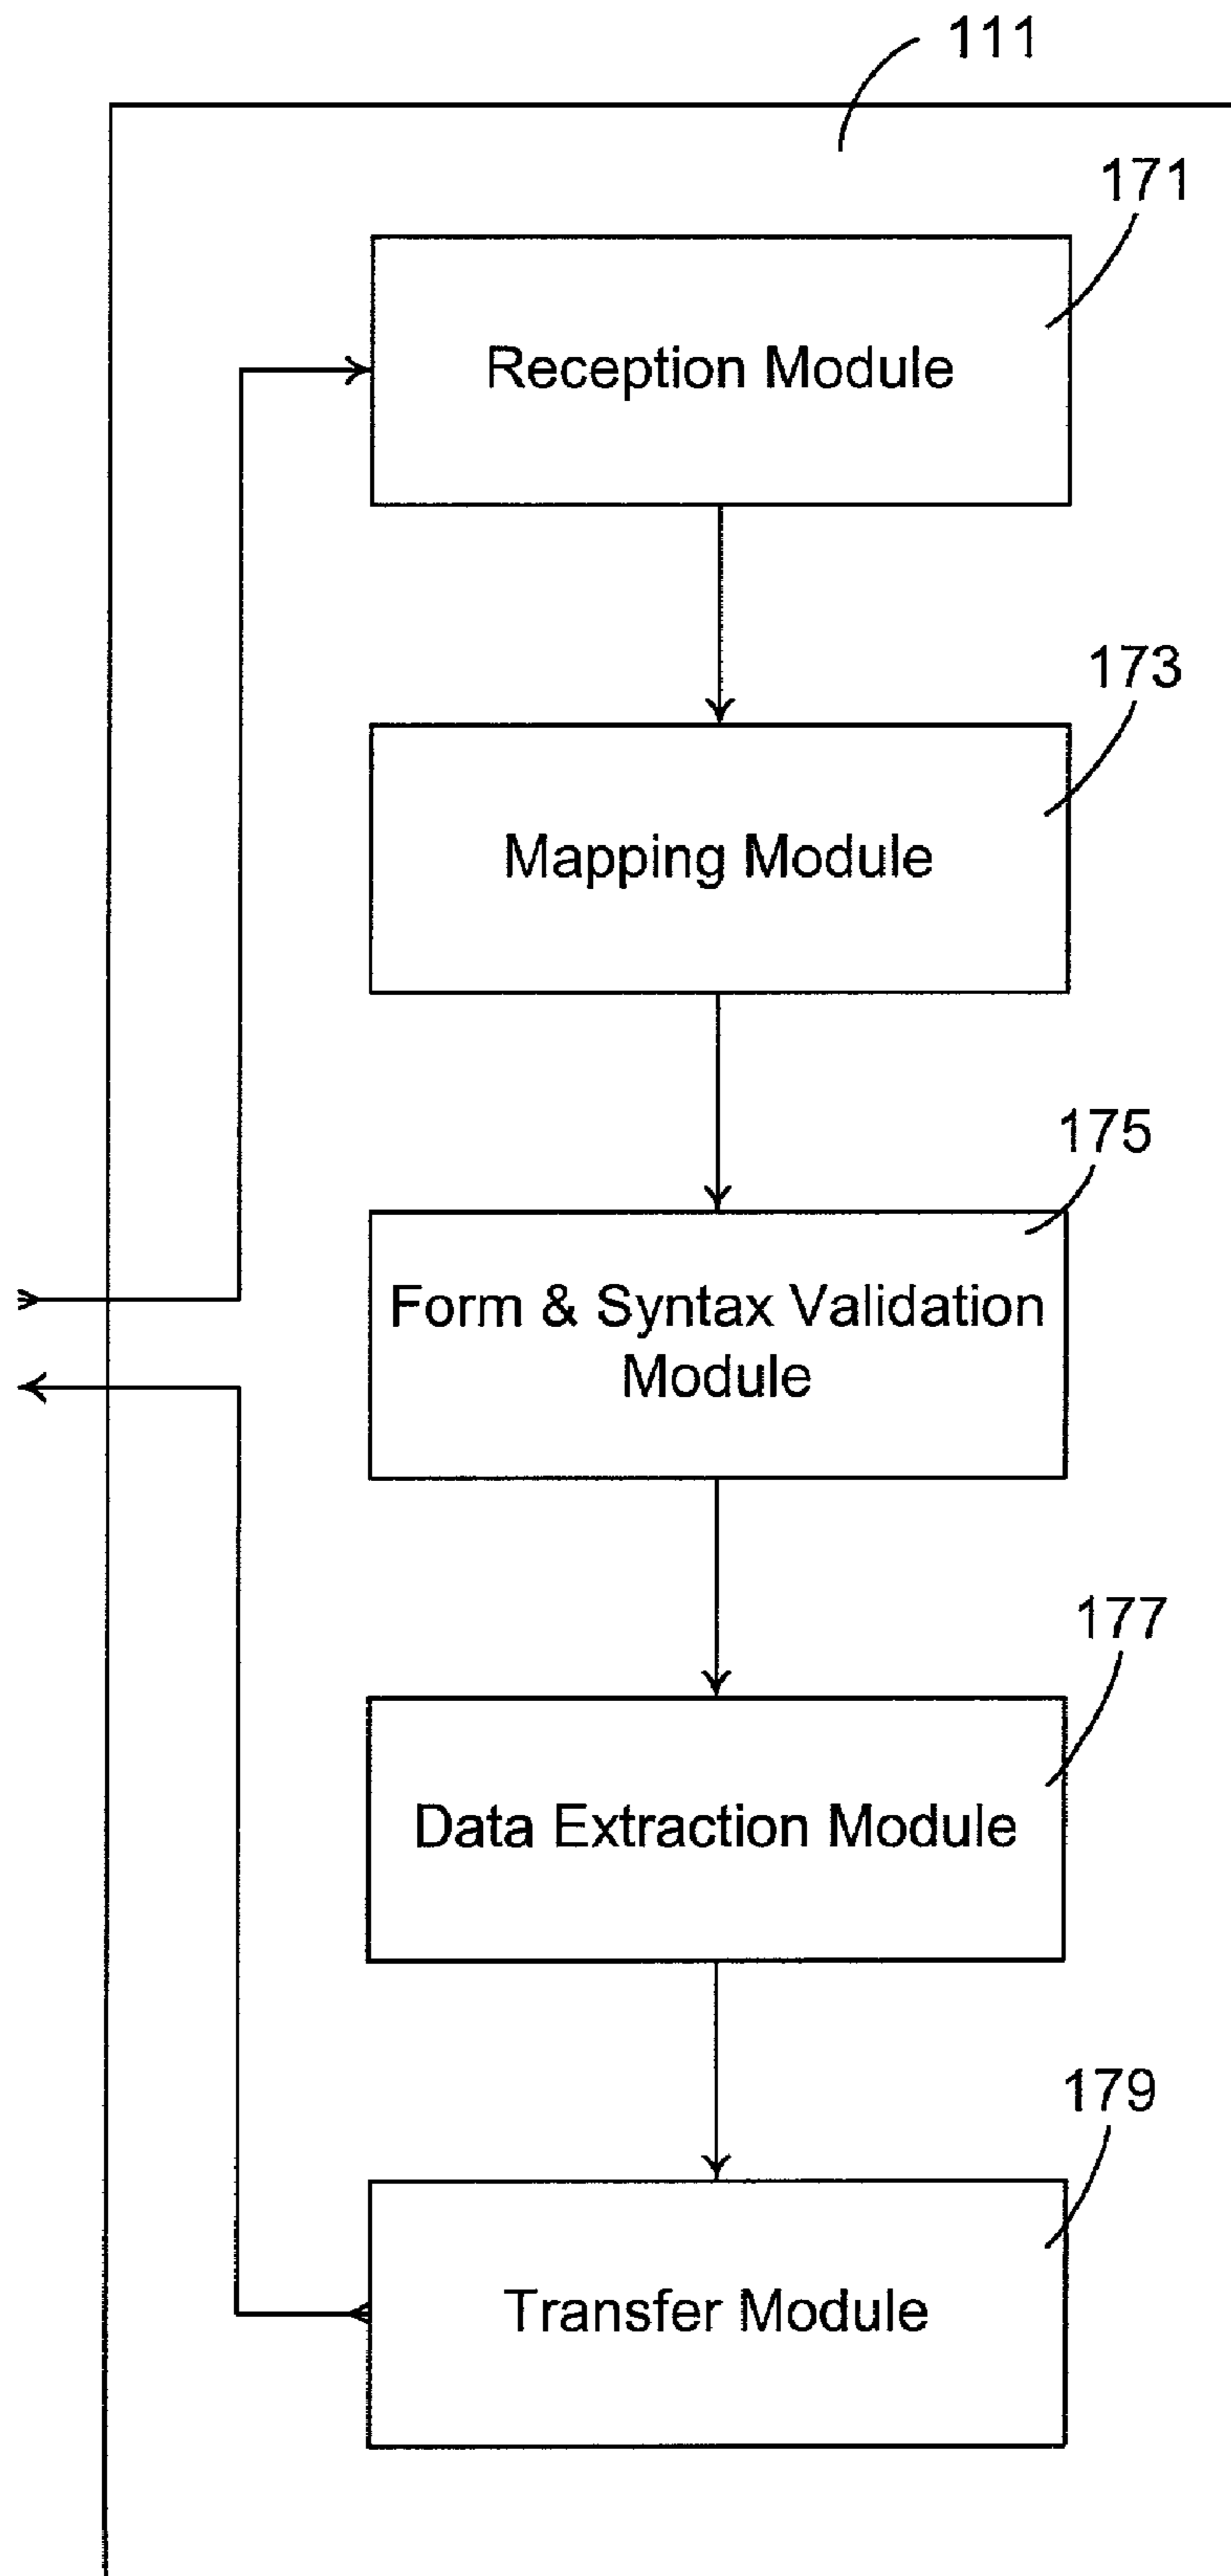 111
171
Reception Module
173
Mapping Module
175
Form & Syntax Validation
Module
177
Data Extraction Module
179
Transfer Module